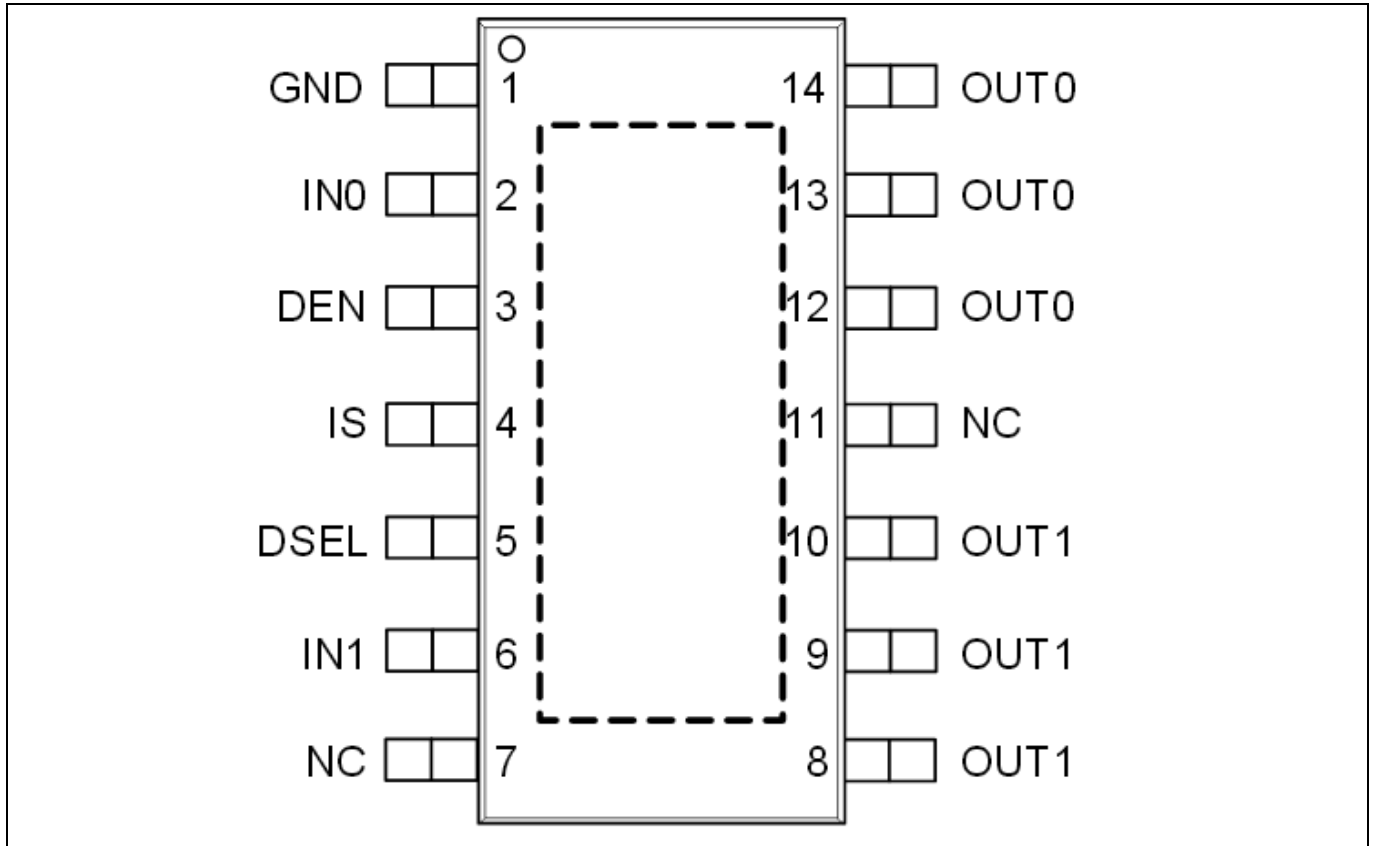 GND 1 14 OUT0
IN0 2 13 OUT0
DEN 3 12 OUT0
IS 4 11 NC
DSEL 5 10 OUT1
IN1 6 9 OUT1
NC 7 8 OUT1